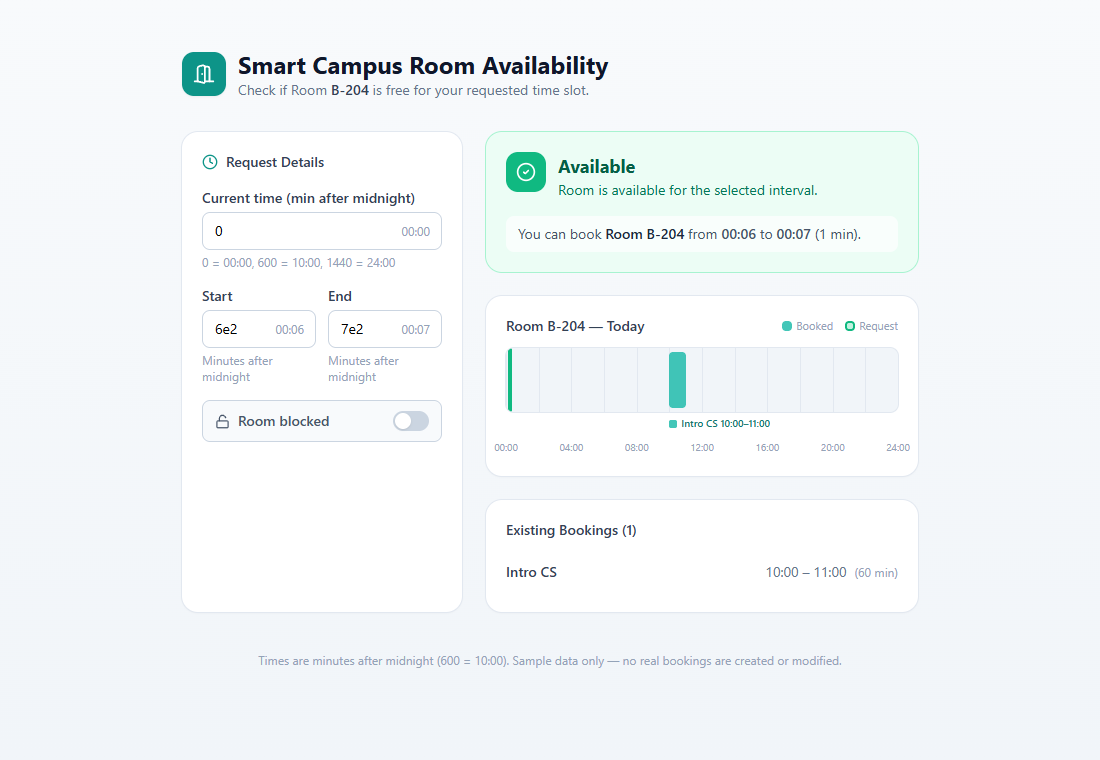 Smart Campus Room Availability
Check if Room B-204 is free for your requested time slot.
Request Details
Current time (min after midnight)
0 00:00
0 = 00:00, 600 = 10:00, 1440 = 24:00
Start End
6e2 00:06 7e2 00:07
Minutes after midnight Minutes after midnight
Room blocked
Available
Room is available for the selected interval.
You can book Room B-204 from 00:06 to 00:07 (1 min).
Room B-204 — Today Booked Request
Intro CS 10:00–11:00
00:00 04:00 08:00 12:00 16:00 20:00 24:00
Existing Bookings (1)
Intro CS 10:00 – 11:00 (60 min)
Times are minutes after midnight (600 = 10:00). Sample data only — no real bookings are created or modified.